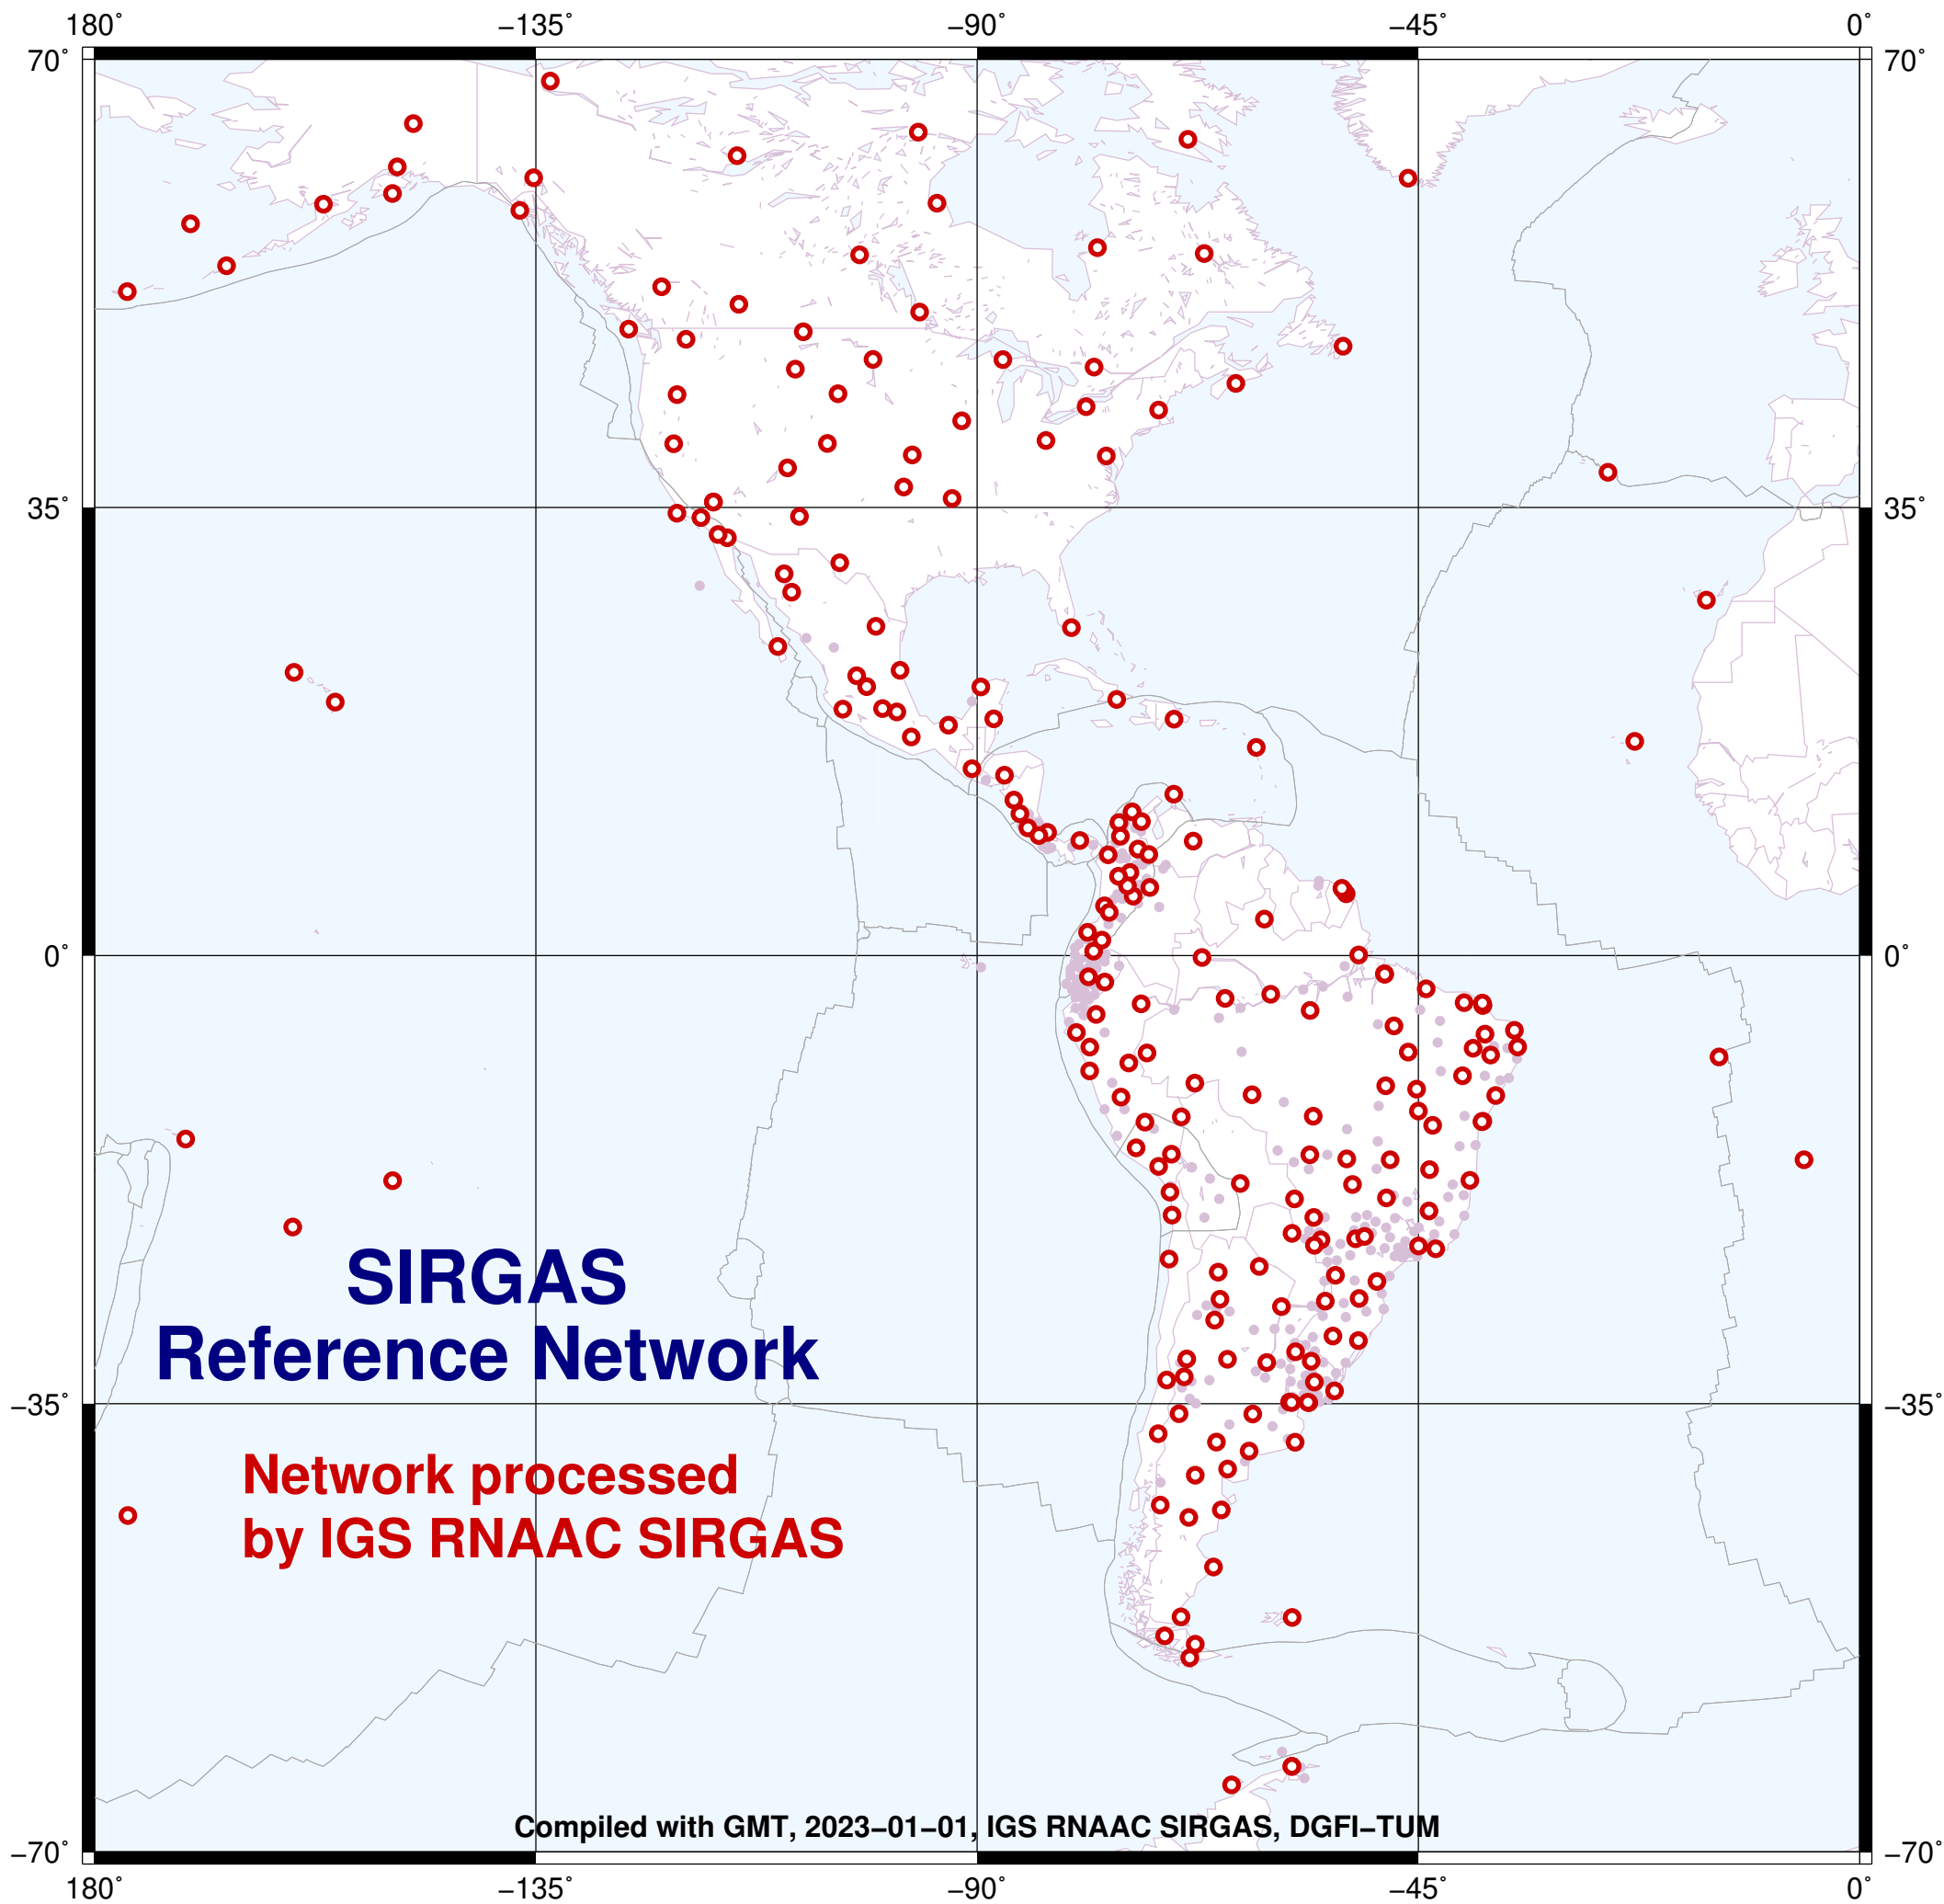 180˚ −135˚ −90˚ −45˚ 0˚
70˚ 70˚
35˚ 35˚
0˚ 0˚
SIRGAS
Reference Network
−35˚ −35˚
Network processed
by IGS RNAAC SIRGAS
Compiled with GMT, 2023−01−01, IGS RNAAC SIRGAS, DGFI−TUM
−70˚ −70˚
180˚ −135˚ −90˚ −45˚ 0˚